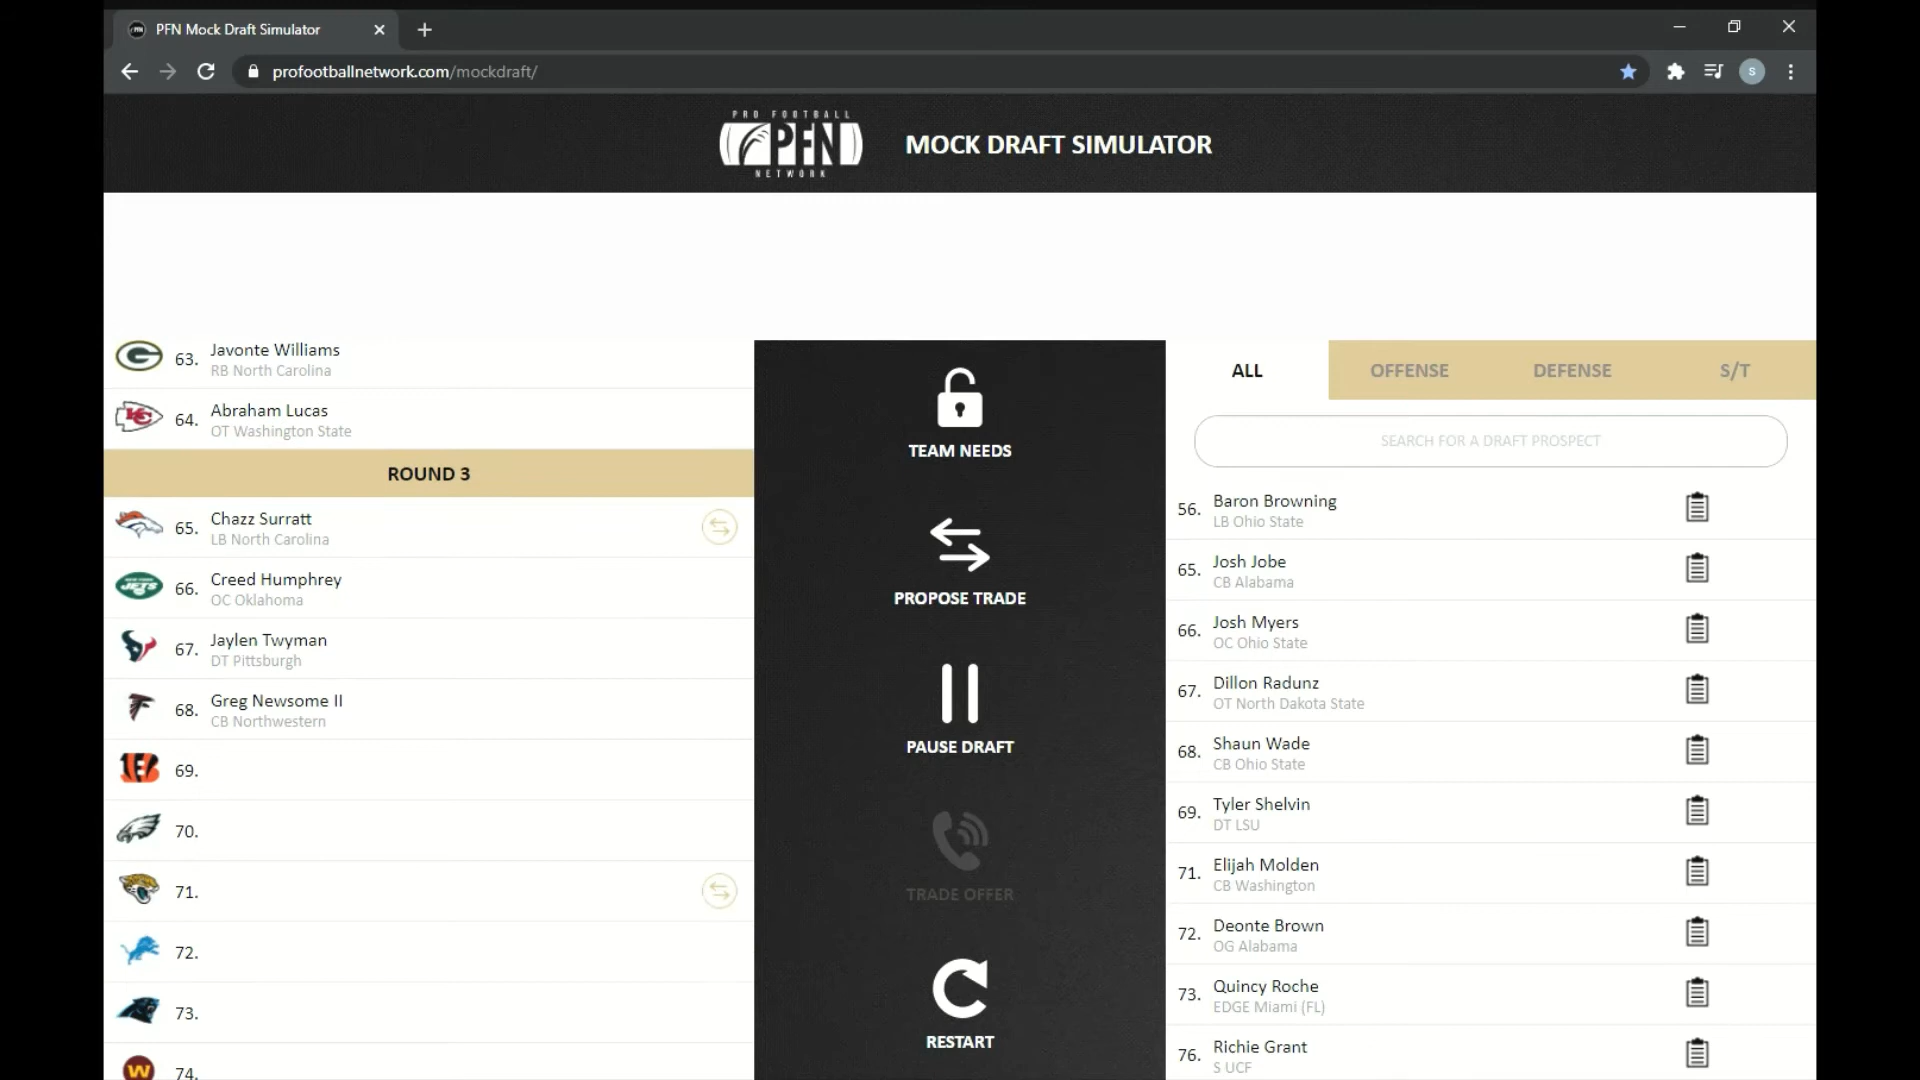 PFN Mock Draft Simulator
profootballnetwork.com/mockdraft/
S
PRO FOOTBALL
PFN
NETWORK
MOCK DRAFT SIMULATOR
63. Javonte Williams
RB North Carolina
64. Abraham Lucas
OT Washington State
ROUND 3
65. Chazz Surratt
LB North Carolina
66. Creed Humphrey
OC Oklahoma
67. Jaylen Twyman
DT Pittsburgh
68. Greg Newsome II
CB Northwestern
69.
70.
71.
72.
73.
74.
TEAM NEEDS
PROPOSE TRADE
PAUSE DRAFT
TRADE OFFER
RESTART
ALL OFFENSE DEFENSE S/T
SEARCH FOR A DRAFT PROSPECT
56. Baron Browning
LB Ohio State
65. Josh Jobe
CB Alabama
66. Josh Myers
OC Ohio State
67. Dillon Radunz
OT North Dakota State
68. Shaun Wade
CB Ohio State
69. Tyler Shelvin
DT LSU
71. Elijah Molden
CB Washington
72. Deonte Brown
OG Alabama
73. Quincy Roche
EDGE Miami (FL)
76. Richie Grant
S UCF